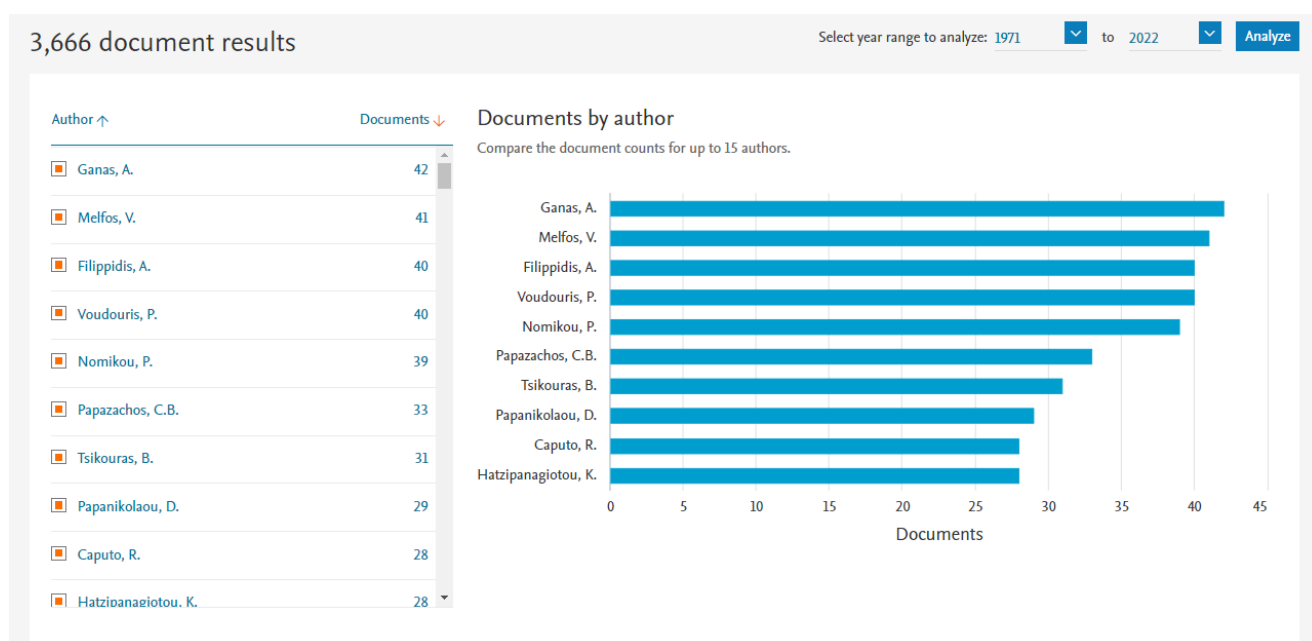 3,666 document results
Select year range to analyze: 1971 to 2022 Analyze
Author Documents
Ganas, A. 42
Melfos, V. 41
Filippidis, A. 40
Voudouris, P. 40
Nomikou, P. 39
Papazachos, C.B. 33
Tsikouras, B. 31
Papanikolaou, D. 29
Caputo, R. 28
Hatzipanagiotou, K. 28
Documents by author
Compare the document counts for up to 15 authors.
Ganas, A.
Melfos, V.
Filippidis, A.
Voudouris, P.
Nomikou, P.
Papazachos, C.B.
Tsikouras, B.
Papanikolaou, D.
Caputo, R.
Hatzipanagiotou, K.
0 5 10 15 20 25 30 35 40 45
Documents